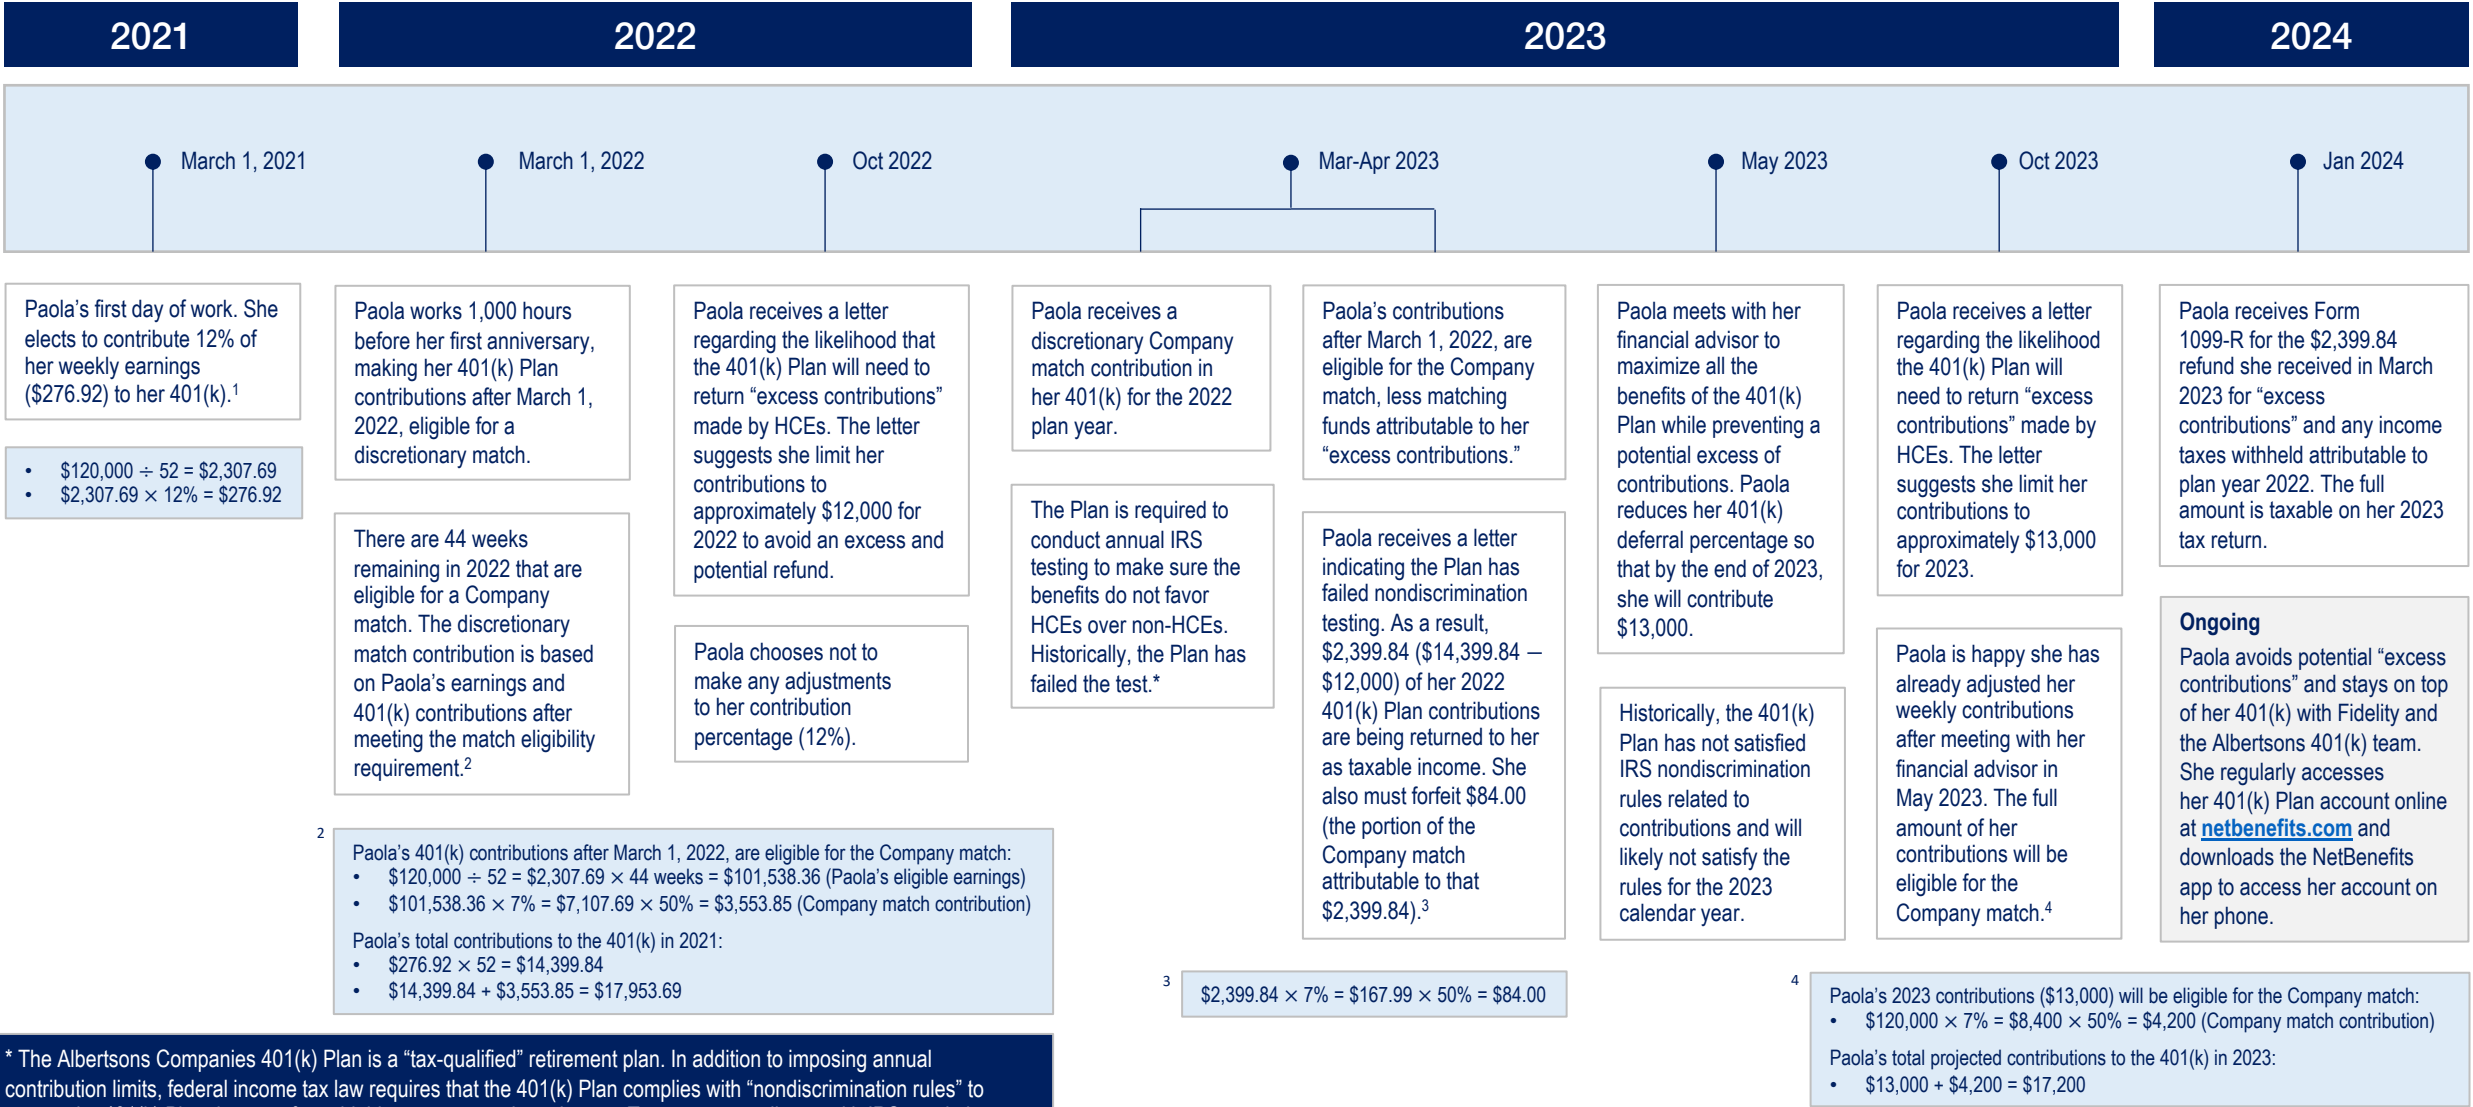 2021
2022
2023
2024
March 1, 2021
March 1, 2022
Oct 2022
Mar-Apr 2023
May 2023
Oct 2023
Jan 2024
Paola’s first day of work. She
elects to contribute 12% of
her weekly earnings
($276.92) to her 401(k).1
• $120,000 ÷ 52 = $2,307.69
• $2,307.69 × 12% = $276.92
Paola works 1,000 hours
before her first anniversary,
making her 401(k) Plan
contributions after March 1,
2022, eligible for a
discretionary match.
There are 44 weeks
remaining in 2022 that are
eligible for a Company
match. The discretionary
match contribution is based
on Paola’s earnings and
401(k) contributions after
meeting the match eligibility
requirement.2
Paola receives a letter
regarding the likelihood that
the 401(k) Plan will need to
return “excess contributions”
made by HCEs. The letter
suggests she limit her
contributions to
approximately $12,000 for
2022 to avoid an excess and
potential refund.
Paola chooses not to
make any adjustments
to her contribution
percentage (12%).
2
Paola’s 401(k) contributions after March 1, 2022, are eligible for the Company match:
• $120,000 ÷ 52 = $2,307.69 × 44 weeks = $101,538.36 (Paola’s eligible earnings)
• $101,538.36 × 7% = $7,107.69 × 50% = $3,553.85 (Company match contribution)
Paola’s total contributions to the 401(k) in 2021:
• $276.92 × 52 = $14,399.84
• $14,399.84 + $3,553.85 = $17,953.69
Paola receives a
discretionary Company
match contribution in
her 401(k) for the 2022
plan year.
The Plan is required to
conduct annual IRS
testing to make sure the
benefits do not favor
HCEs over non-HCEs.
Historically, the Plan has
failed the test.*
Paola’s contributions
after March 1, 2022, are
eligible for the Company
match, less matching
funds attributable to her
“excess contributions.”
Paola receives a letter
indicating the Plan has
failed nondiscrimination
testing. As a result,
$2,399.84 ($14,399.84 —
$12,000) of her 2022
401(k) Plan contributions
are being returned to her
as taxable income. She
also must forfeit $84.00
(the portion of the
Company match
attributable to that
$2,399.84).3
3
$2,399.84 × 7% = $167.99 × 50% = $84.00
Paola meets with her
financial advisor to
maximize all the
benefits of the 401(k)
Plan while preventing a
potential excess of
contributions. Paola
reduces her 401(k)
deferral percentage so
that by the end of 2023,
she will contribute
$13,000.
Historically, the 401(k)
Plan has not satisfied
IRS nondiscrimination
rules related to
contributions and will
likely not satisfy the
rules for the 2023
calendar year.
Paola receives a letter
regarding the likelihood
the 401(k) Plan will
need to return “excess
contributions” made by
HCEs. The letter
suggests she limit her
contributions to
approximately $13,000
for 2023.
Paola is happy she has
already adjusted her
weekly contributions
after meeting with her
financial advisor in
May 2023. The full
amount of her
contributions will be
eligible for the
Company match.4
Paola receives Form
1099-R for the $2,399.84
refund she received in March
2023 for “excess
contributions” and any income
taxes withheld attributable to
plan year 2022. The full
amount is taxable on her 2023
tax return.
Ongoing
Paola avoids potential “excess
contributions” and stays on top
of her 401(k) with Fidelity and
the Albertsons 401(k) team.
She regularly accesses
her 401(k) Plan account online
at netbenefits.com and
downloads the NetBenefits
app to access her account on
her phone.
4
Paola’s 2023 contributions ($13,000) will be eligible for the Company match:
• $120,000 × 7% = $8,400 × 50% = $4,200 (Company match contribution)
Paola’s total projected contributions to the 401(k) in 2023:
• $13,000 + $4,200 = $17,200
* The Albertsons Companies 401(k) Plan is a “tax-qualified” retirement plan. In addition to imposing annual
contribution limits, federal income tax law requires that the 401(k) Plan complies with “nondiscrimination rules” to